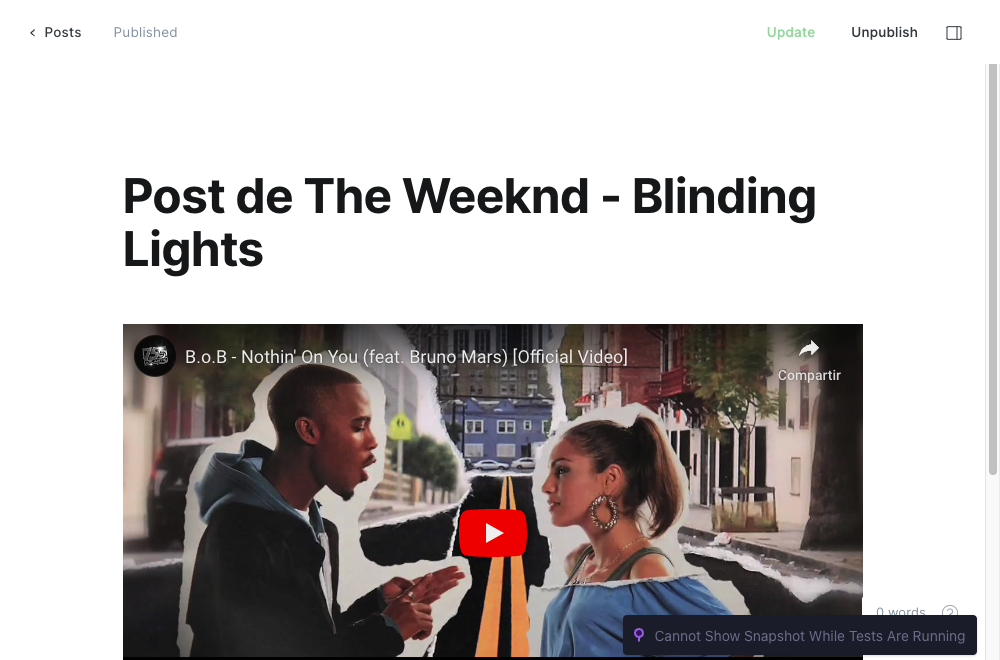 Posts
Published
Update
Unpublish
Post de The Weeknd - Blinding
Lights
B.o.B - Nothin' On You (feat. Bruno Mars) [Official Video]
Compartir
0 words
?
Cannot Show Snapshot While Tests Are Running